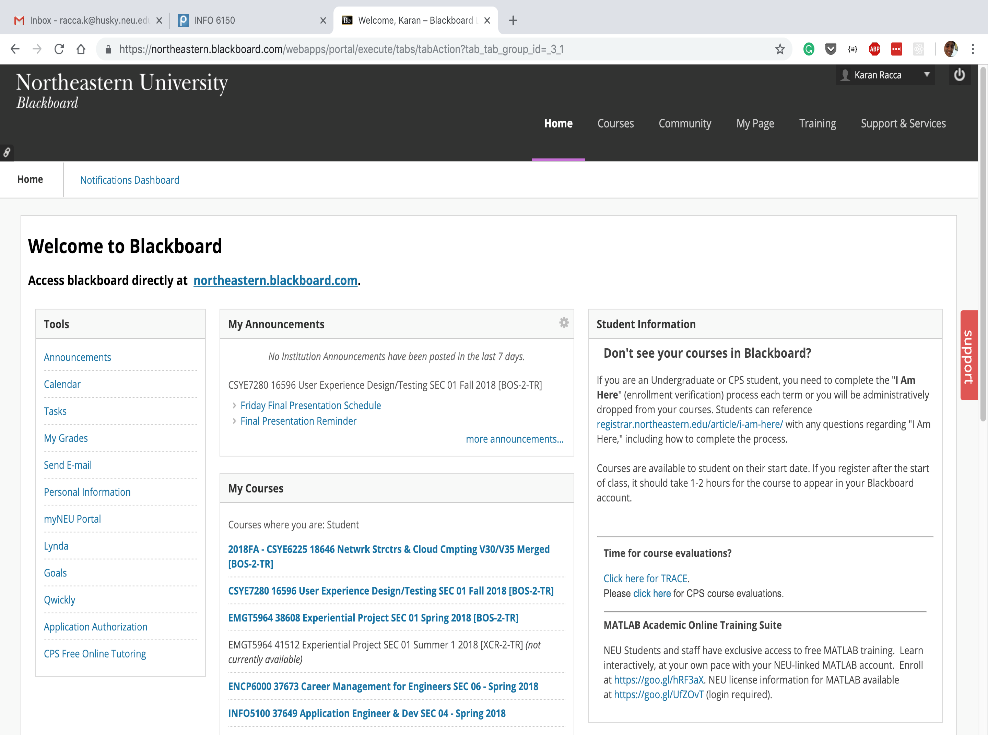 Inbox - racca.k@husky.neu.ed
INFO 6150
Welcome, Karan – Blackboard L
https://northeastern.blackboard.com/webapps/portal/execute/tabs/tabAction?tab_tab_group_id=_3_1
ABP
Northeastern University
Blackboard
Karan Racca
Home
Courses
Community
My Page
Training
Support & Services
Home
Notifications Dashboard
Welcome to Blackboard
Access blackboard directly at northeastern.blackboard.com.
Tools
Announcements
Calendar
Tasks
My Grades
Send E-mail
Personal Information
myNEU Portal
Lynda
Goals
Qwickly
Application Authorization
CPS Free Online Tutoring
My Announcements
No Institution Announcements have been posted in the last 7 days.
CSYE7280 16596 User Experience Design/Testing SEC 01 Fall 2018 [BOS-2-TR]
Friday Final Presentation Schedule
Final Presentation Reminder
more announcements...
My Courses
Courses where you are: Student
2018FA - CSYE6225 18646 Netwrk Strctrs & Cloud Cmpting V30/V35 Merged
[BOS-2-TR]
CSYE7280 16596 User Experience Design/Testing SEC 01 Fall 2018 [BOS-2-TR]
EMGT5964 38608 Experiential Project SEC 01 Spring 2018 [BOS-2-TR]
EMGT5964 41512 Experiential Project SEC 01 Summer 1 2018 [XCR-2-TR] (not
currently available)
ENCP6000 37673 Career Management for Engineers SEC 06 - Spring 2018
INFO5100 37649 Application Engineer & Dev SEC 04 - Spring 2018
Student Information
Don't see your courses in Blackboard?
If you are an Undergraduate or CPS student, you need to complete the "I Am
Here" (enrollment verification) process each term or you will be administratively
dropped from your courses. Students can reference
registrar.northeastern.edu/article/i-am-here/ with any questions regarding "I Am
Here," including how to complete the process.
Courses are available to student on their start date. If you register after the start
of class, it should take 1-2 hours for the course to appear in your Blackboard
account.
Time for course evaluations?
Click here for TRACE.
Please click here for CPS course evaluations.
MATLAB Academic Online Training Suite
NEU Students and staff have exclusive access to free MATLAB training. Learn
interactively, at your own pace with your NEU-linked MATLAB account. Enroll
at https://goo.gl/hRF3aX. NEU license information for MATLAB available
at https://goo.gl/UfZOvT (login required).
support